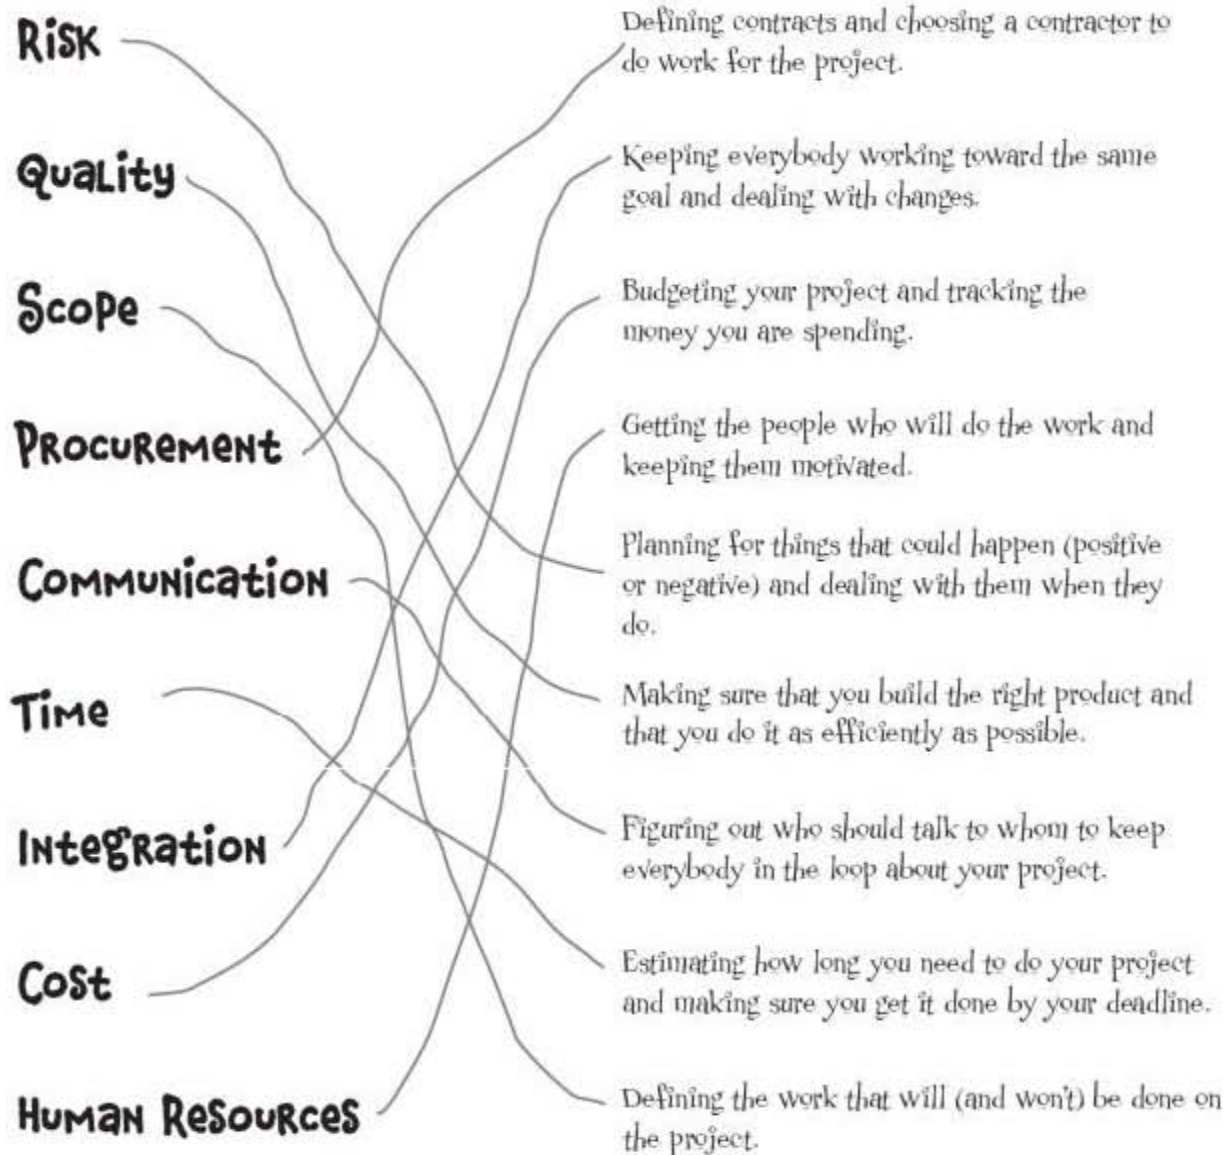 Risk
Defining contracts and choosing a contractor to
do work for the project.
Quality
Keeping everybody working toward the same
goal and dealing with changes.
Scope
Budgeting your project and tracking the
money you are spending.
Procurement
Getting the people who will do the work and
keeping them motivated.
Communication
Planning for things that could happen (positive
or negative) and dealing with them when they
do.
Time
Making sure that you build the right product and
that you do it as efficiently as possible.
Integration
Figuring out who should talk to whom to keep
everybody in the loop about your project.
Cost
Estimating how long you need to do your project
and making sure you get it done by your deadline.
Human Resources
Defining the work that will (and won't) be done on
the project.